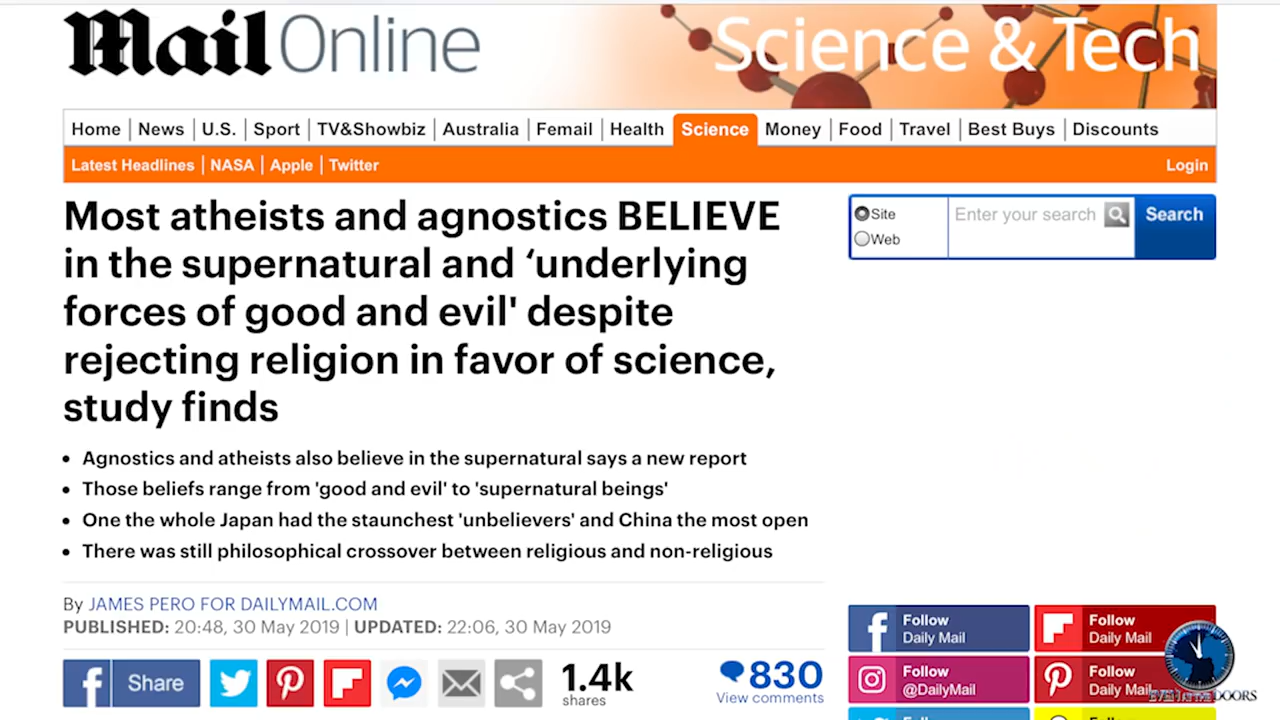 Mail Online
Science & Tech
Home News U.S. Sport TV&Showbiz Australia Femail Health Science Money Food Travel Best Buys Discounts
Latest Headlines NASA Apple Twitter Login
Most atheists and agnostics BELIEVE
in the supernatural and ‘underlying
forces of good and evil' despite
rejecting religion in favor of science,
study finds
Site
Web
Enter your search
Search
• Agnostics and atheists also believe in the supernatural says a new report
• Those beliefs range from 'good and evil' to 'supernatural beings'
• One the whole Japan had the staunchest 'unbelievers' and China the most open
• There was still philosophical crossover between religious and non-religious
By JAMES PERO FOR DAILYMAIL.COM
PUBLISHED: 20:48, 30 May 2019 | UPDATED: 22:06, 30 May 2019
Share
1.4k
shares
830
View comments
Follow
Daily Mail
Follow
Daily Mail
Follow
@DailyMail
Follow
Daily Mail
DOORS